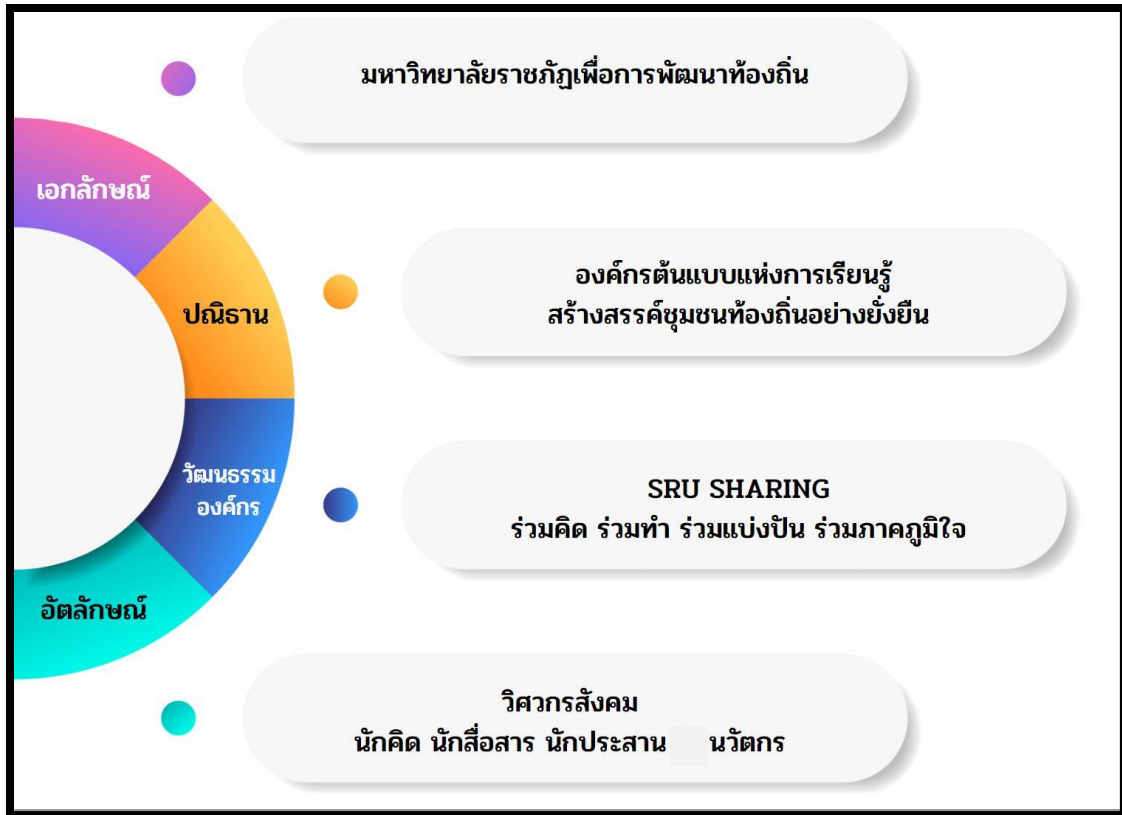 มหาวิทยาลัยราชภัฏเพื่อการพัฒนาท้องถิ่น
เอกลักษณ์
องค์กรต้นแบบแห่งการเรียนรู้
สร้างสรรค์ชุมชนท้องถิ่นอย่างยั่งยืน
ปณิธาน
SRU SHARING
ร่วมคิด ร่วมทำ ร่วมแบ่งปัน ร่วมภาคภูมิใจ
วัฒนธรรม
องค์กร
อัตลักษณ์
วิศวกรสังคม
นักคิด นักสื่อสาร นักประสาน นวัตกร